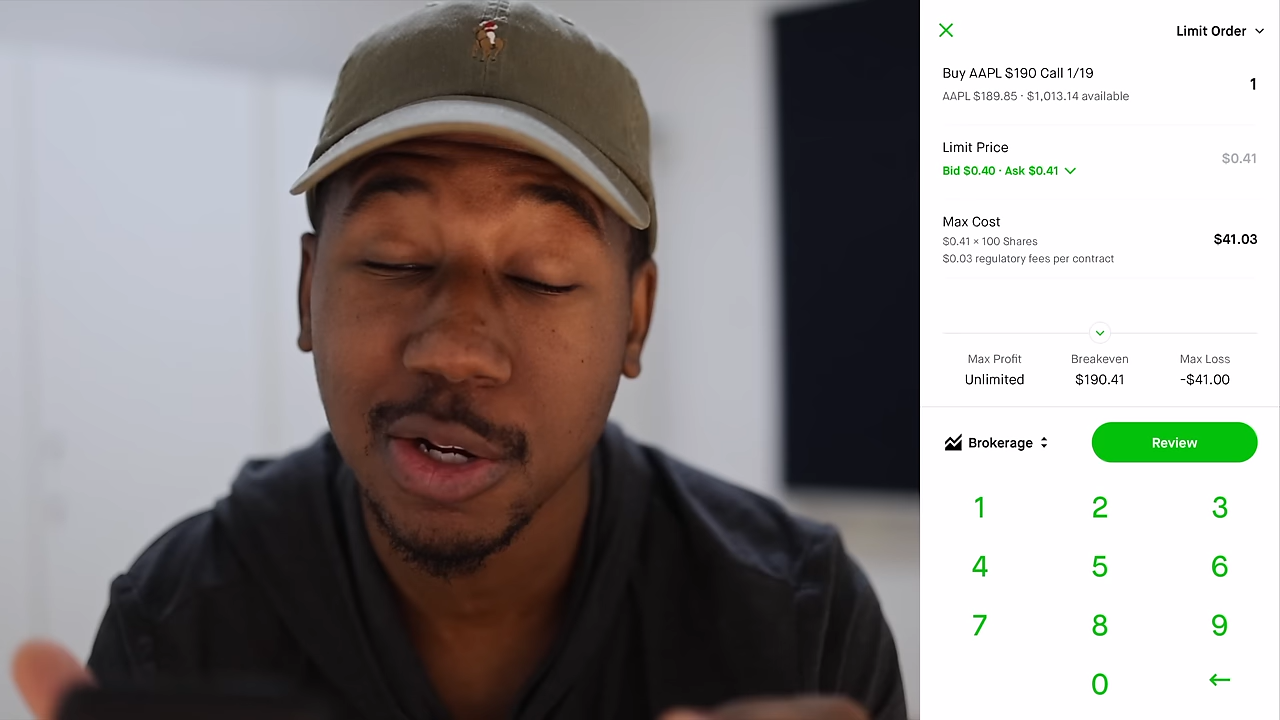 Limit Order
Buy AAPL $190 Call 1/19
1
AAPL $189.85 · $1,013.14 available
Limit Price
$0.41
Bid $0.40 · Ask $0.41
Max Cost
$41.03
$0.41 × 100 Shares
$0.03 regulatory fees per contract
Max Profit Breakeven Max Loss
Unlimited $190.41 -$41.00
Brokerage Review
1 2 3
4 5 6
7 8 9
0